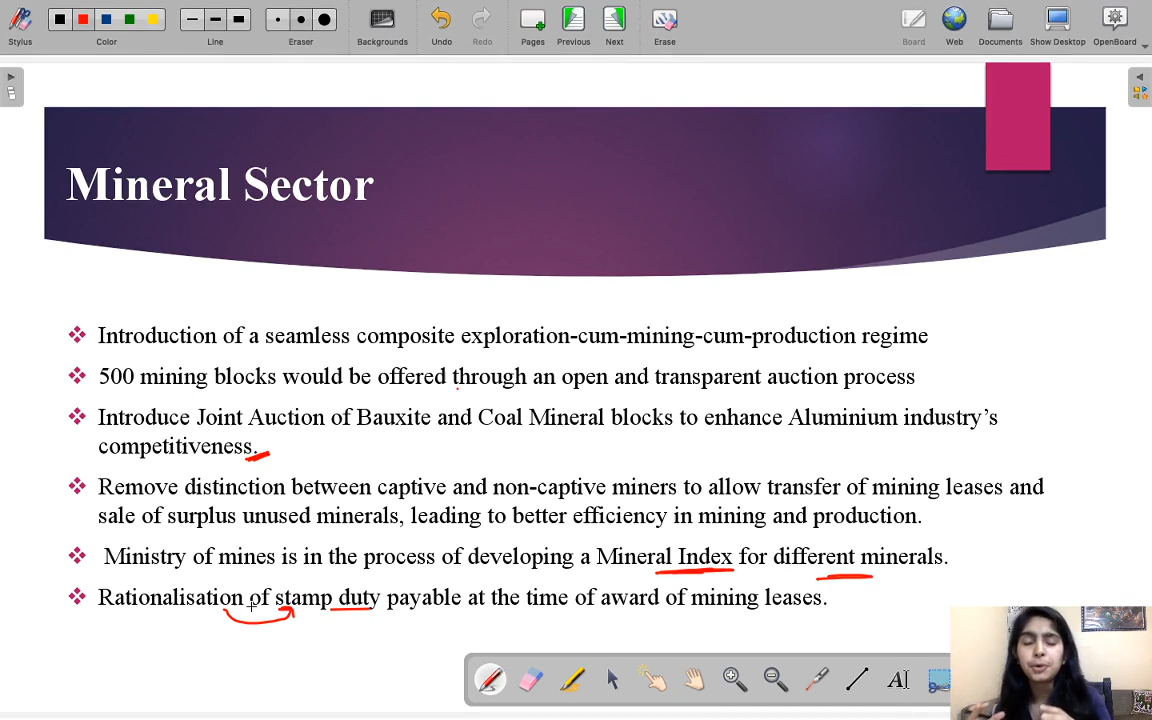 Stylus Color Line Eraser Backgrounds Undo Redo Pages Previous Next Erase Board Web Documents Show Desktop OpenBoard
Mineral Sector
❖ Introduction of a seamless composite exploration-cum-mining-cum-production regime
❖ 500 mining blocks would be offered through an open and transparent auction process
❖ Introduce Joint Auction of Bauxite and Coal Mineral blocks to enhance Aluminium industry’s
competitiveness.
❖ Remove distinction between captive and non-captive miners to allow transfer of mining leases and
sale of surplus unused minerals, leading to better efficiency in mining and production.
❖ Ministry of mines is in the process of developing a Mineral Index for different minerals.
❖ Rationalisation of stamp duty payable at the time of award of mining leases.